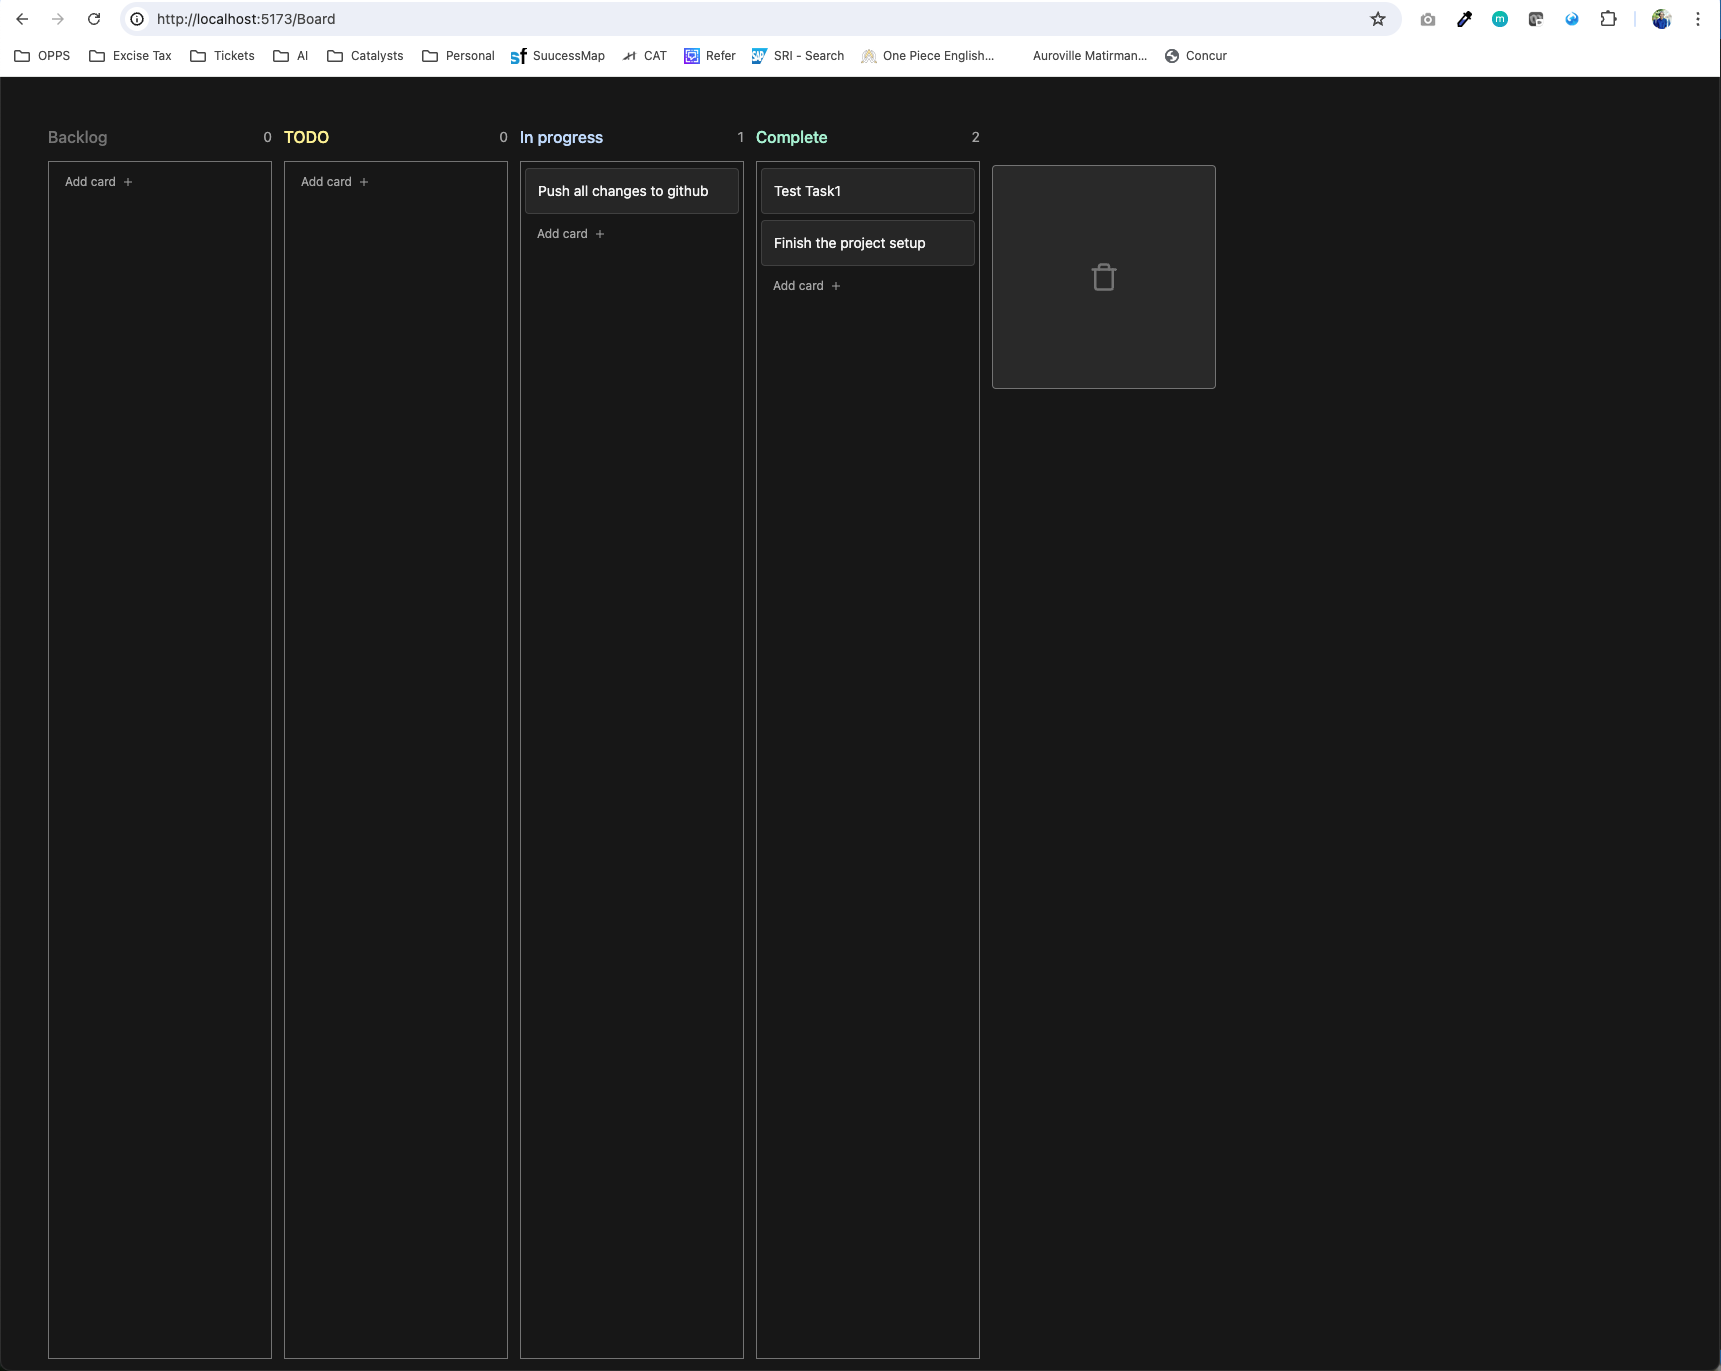 http://localhost:5173/Board
OPPS Excise Tax Tickets AI Catalysts Personal SuucessMap CAT Refer SRI - Search One Piece English... Auroville Matirman... Concur
Backlog 0 TODO 0 In progress 1 Complete 2
Add card + Add card + Push all changes to github Test Task1
Add card + Finish the project setup
Add card +